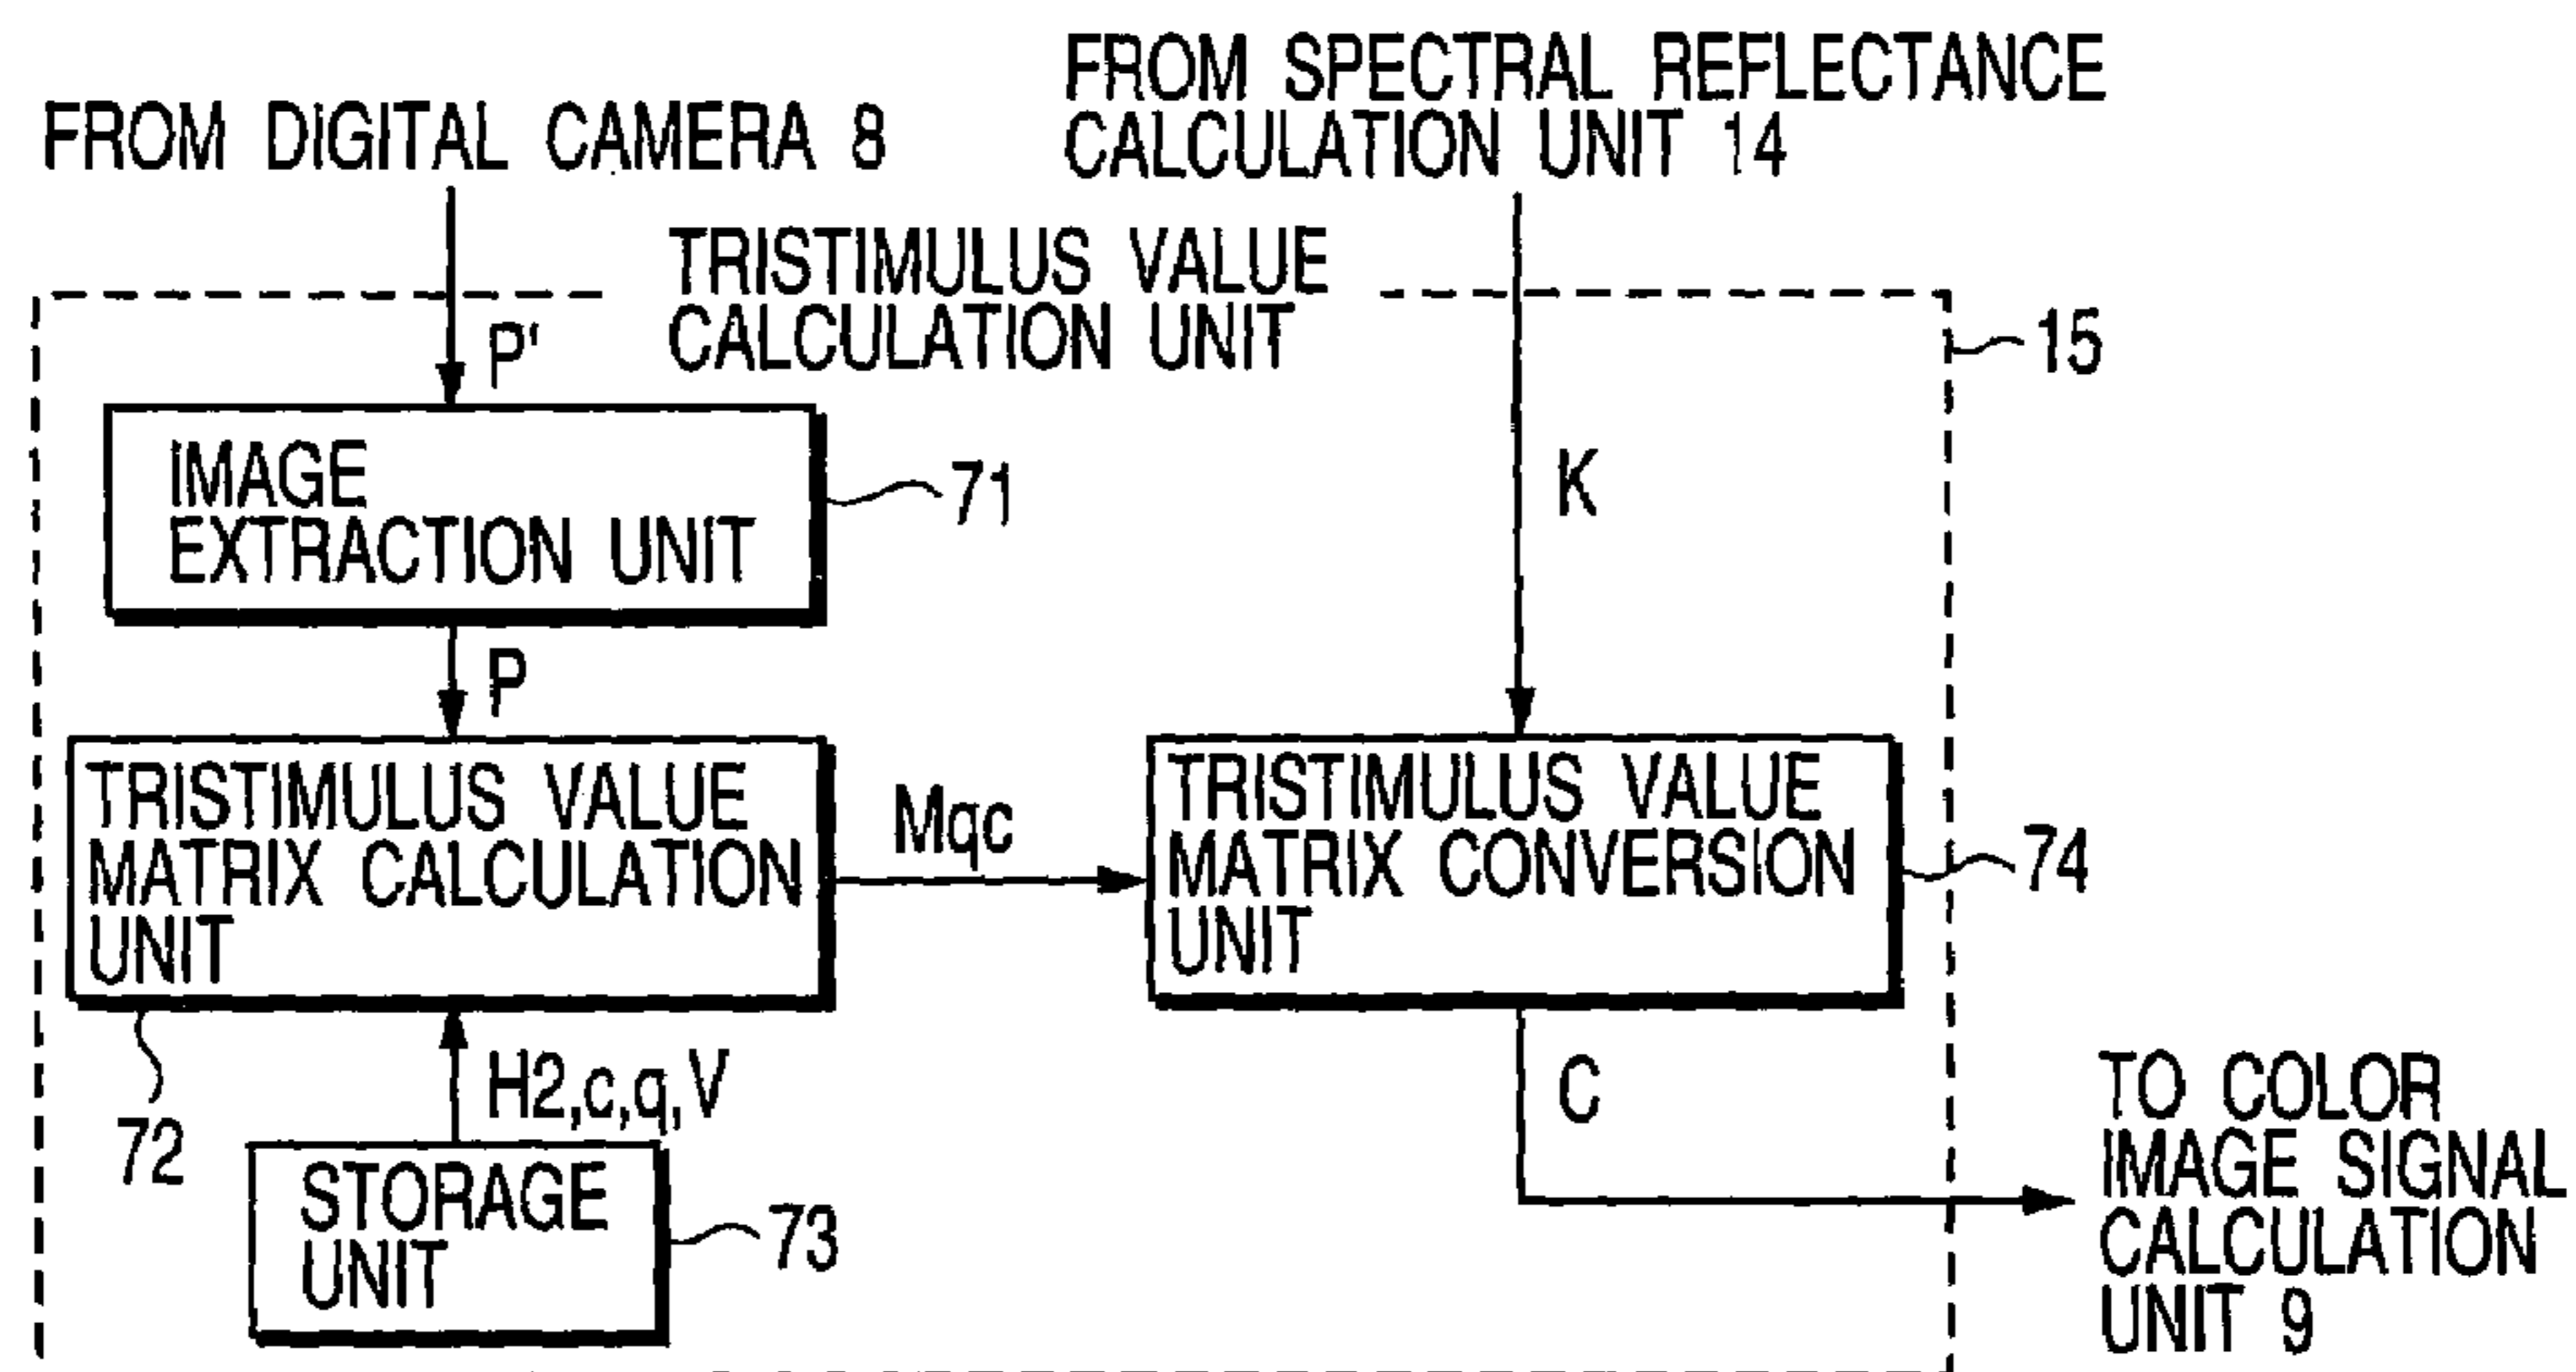 FROM DIGITAL CAMERA 8
FROM SPECTRAL REFLECTANCE
CALCULATION UNIT 14
TRISTIMULUS VALUE
CALCULATION UNIT
15
P'
IMAGE
EXTRACTION UNIT
71
K
P
TRISTIMULUS VALUE
MATRIX CALCULATION
UNIT
72
Mqc
TRISTIMULUS VALUE
MATRIX CONVERSION
UNIT
74
H2,c,q,V
STORAGE
UNIT
73
C
TO COLOR
IMAGE SIGNAL
CALCULATION
UNIT 9